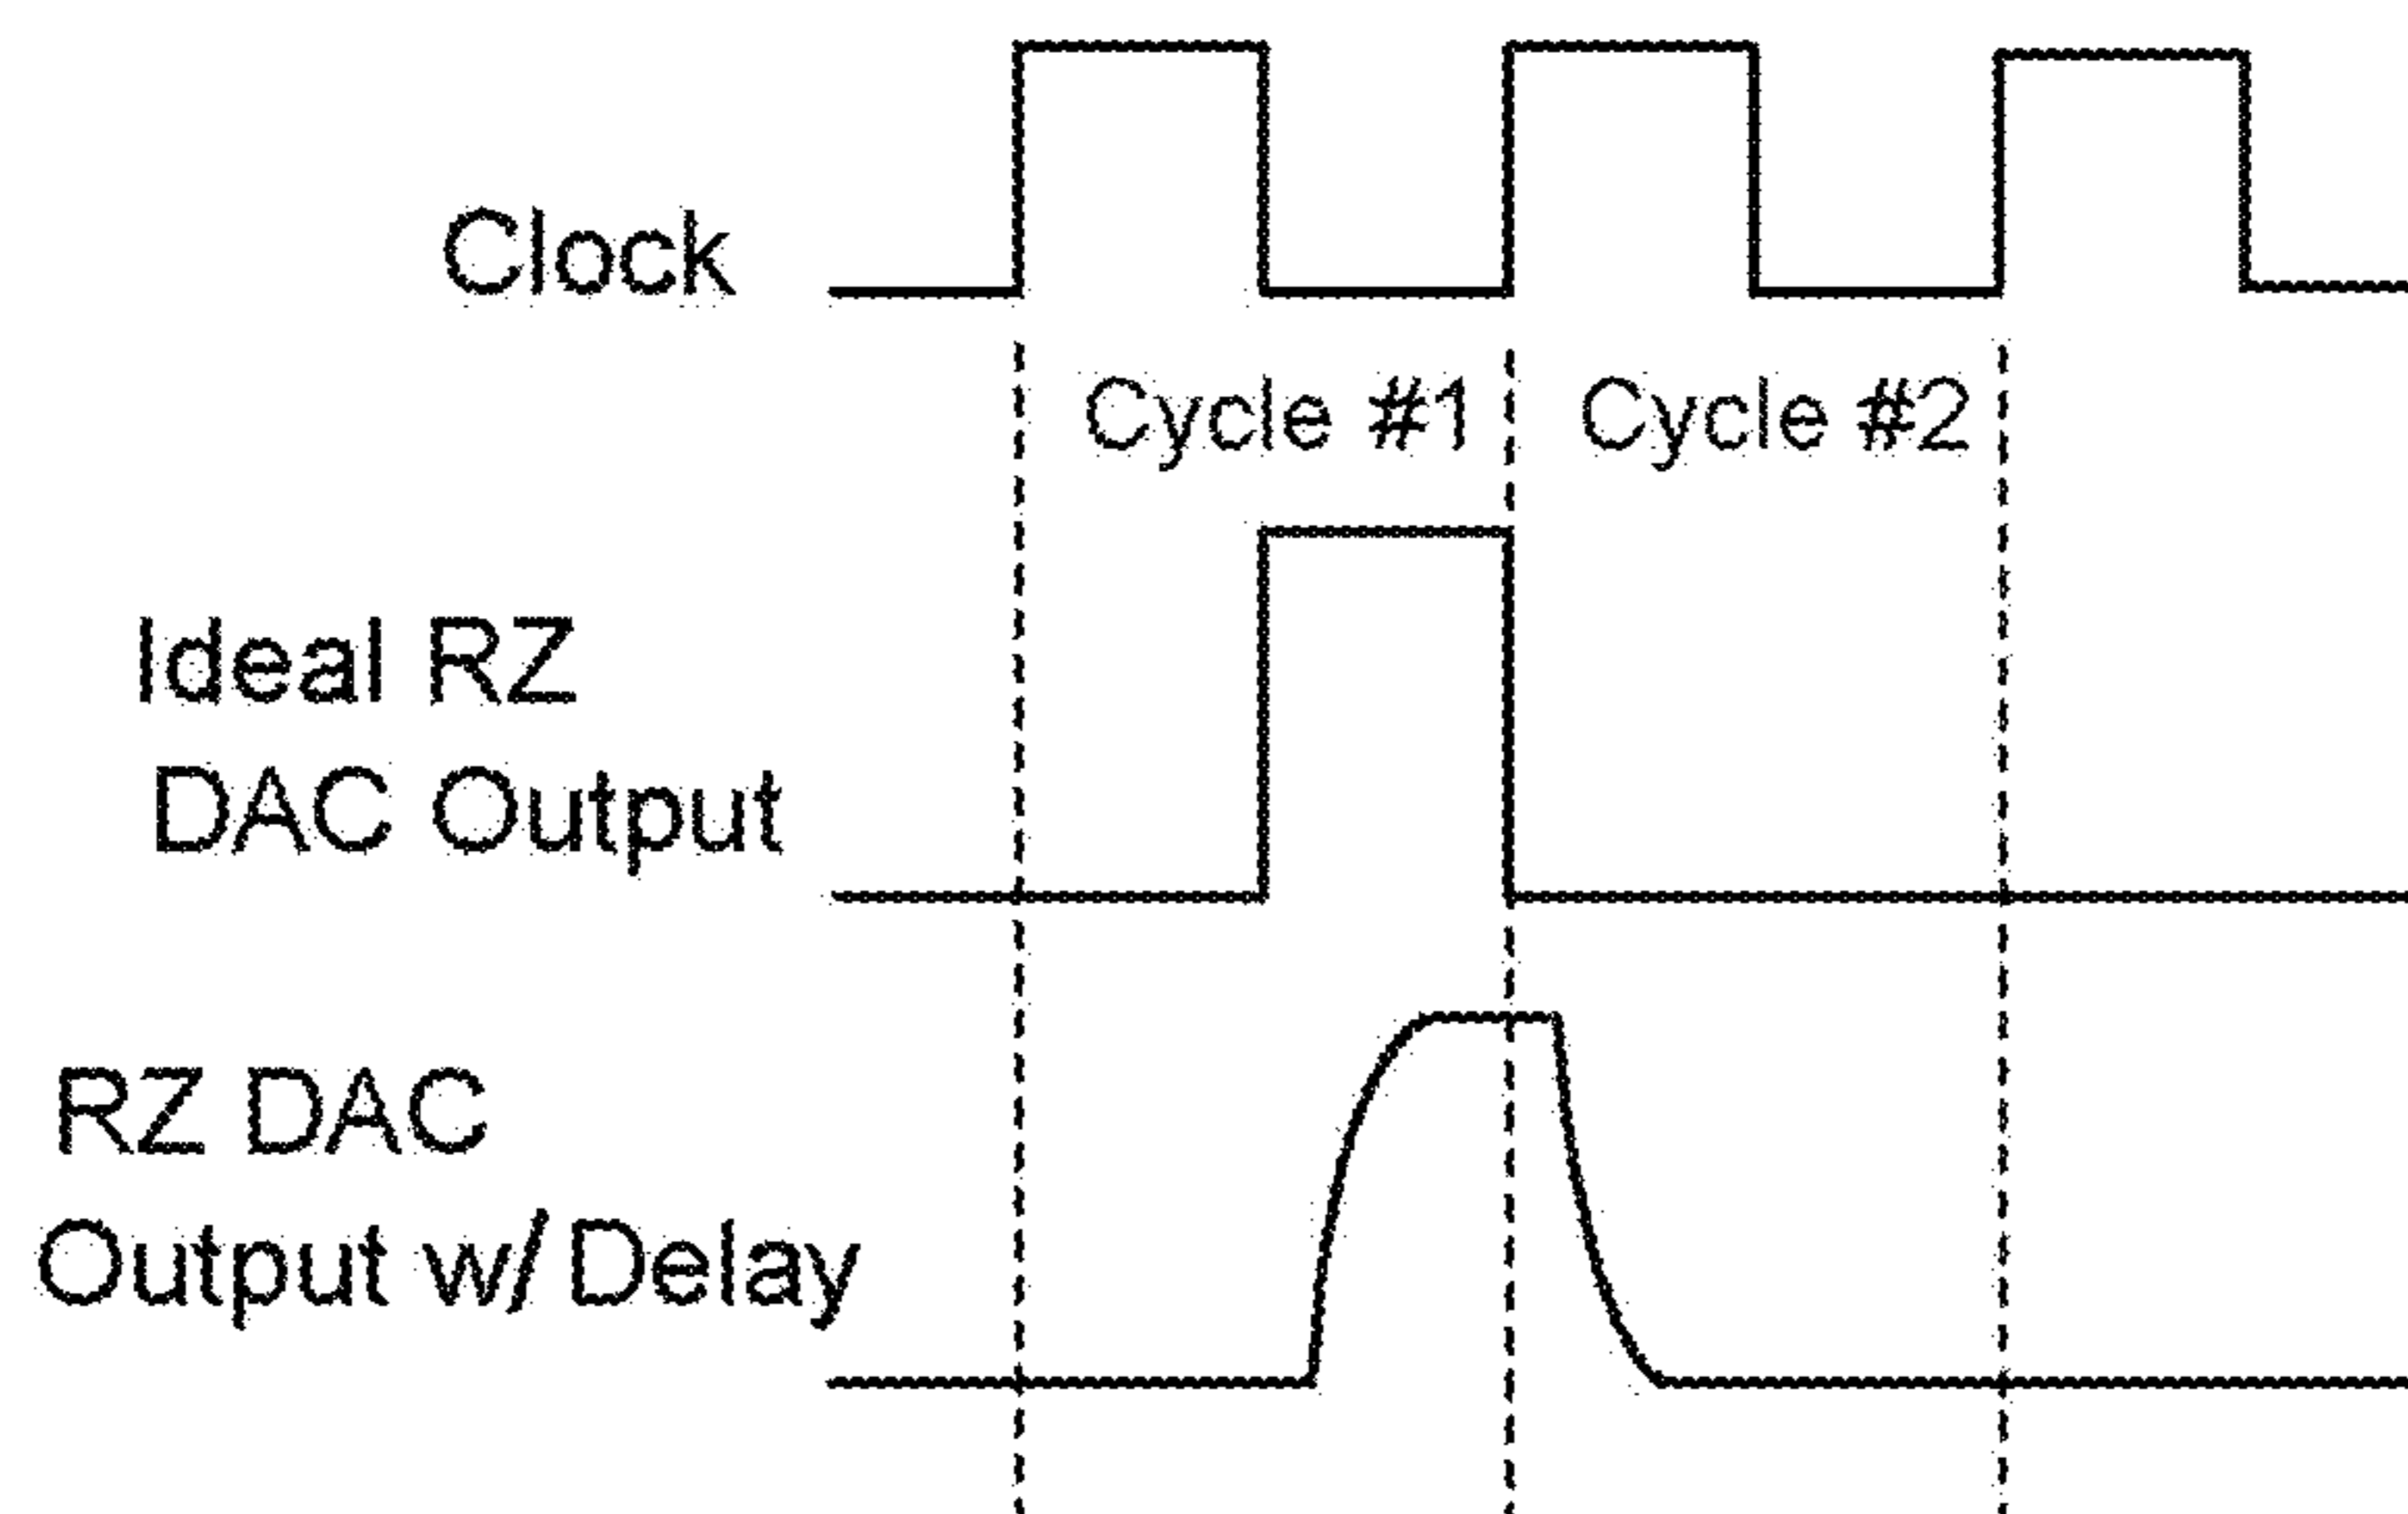 Clock
Cycle #1 Cycle #2
Ideal RZ
DAC Output
RZ DAC
Output w/ Delay